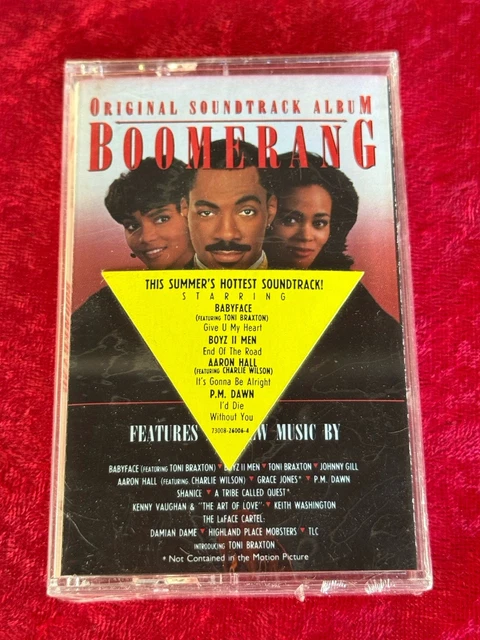 ORIGINAL SOUNDTRACK ALBUM
BOOMERANG
THIS SUMMER'S HOTTEST SOUNDTRACK!
STARRING
BABYFACE
(FEATURING TONI BRAXTON)
Give U My Heart
BOYZ II MEN
End Of The Road
AARON HALL
(FEATURING CHARLIE WILSON)
It's Gonna Be Alright
P.M. DAWN
I'd Die
Without You
73008-26006-4
FEATURES MUSIC BY
BABYFACE (FEATURING TONI BRAXTON) ▾ BOYZ II MEN ▾ TONI BRAXTON ▾ JOHNNY GILL
AARON HALL (FEATURING CHARLIE WILSON) ▾ GRACE JONES* ▾ P.M. DAWN
SHANICE ▾ A TRIBE CALLED QUEST*
KENNY VAUGHAN & "THE ART OF LOVE" ▾ KEITH WASHINGTON
THE LAFACE CARTEL:
DAMIAN DAME ▾ HIGHLAND PLACE MOBSTERS ▾ TLC
INTRODUCING TONI BRAXTON
* Not Contained in the Motion Picture